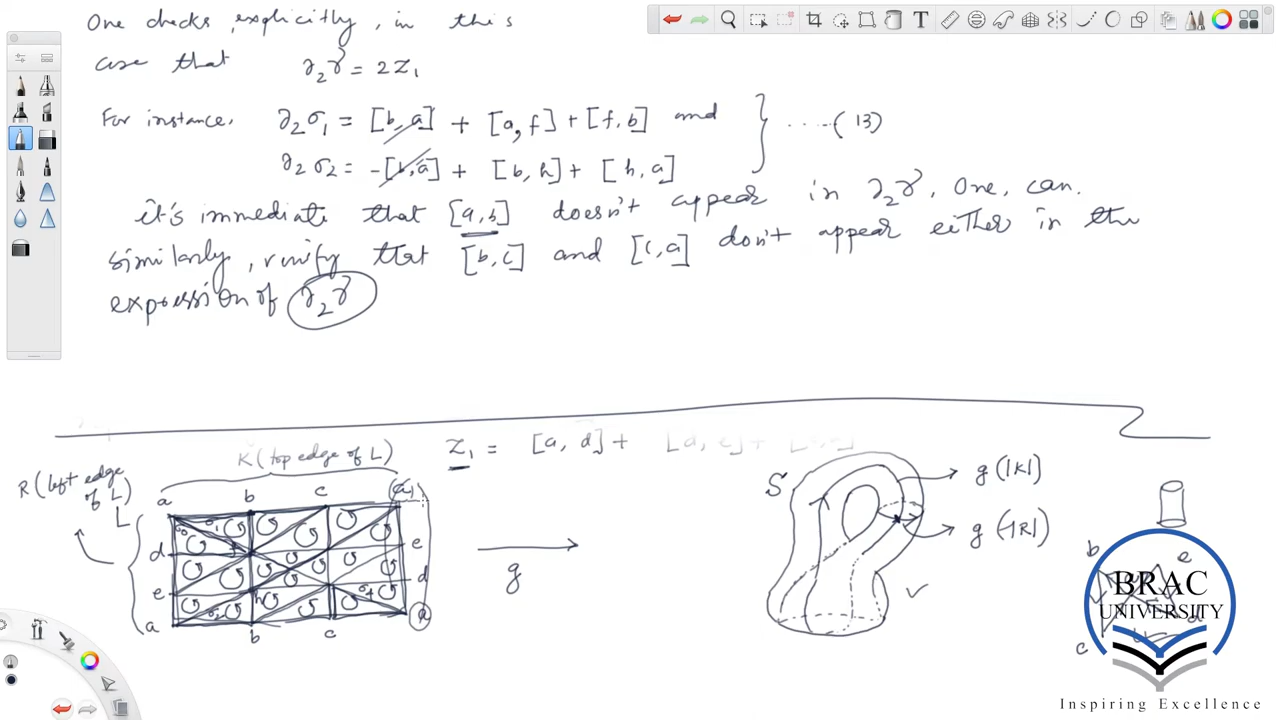 One checks, explicitly, in this
case that ∂₂γ = 2z₁
For instance, ∂₂σ₁ = [b, a] + [a, f] + [f, b] and
∂₂σ₂ = -[b, a] + [b, h] + [h, a]
.....(13)
it's immediate that [a, b] doesn't appear in ∂₂γ. One, can.
similarly, verify that [b, c] and [c, a] don't appear either in the
expression of ∂₂γ
z₁ = [a, d] + [d, e] +
K (top edge of L)
R (left edge of L)
L
a b c a
d e
e d
a b c a
σ₁
σ₂
h
g
S
g(|K|)
g(|R|)
b e
d
c
BRAC
UNIVERSITY
Inspiring Excellence